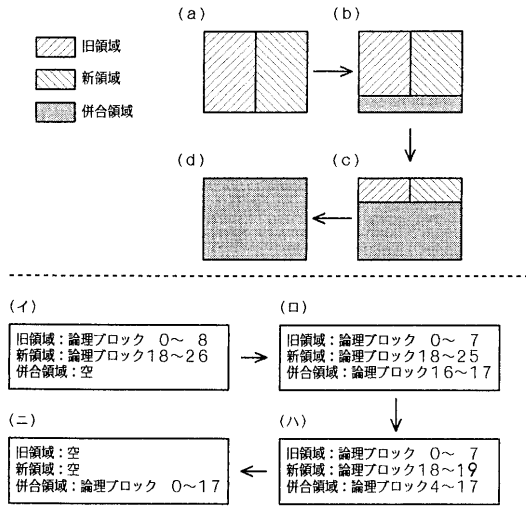 (a)
(b)
旧領域
新領域
併合領域
(d)
(c)
(イ)
旧領域:論理ブロック 0~ 8
新領域:論理ブロック18~26
併合領域:空
(ロ)
旧領域:論理ブロック 0~ 7
新領域:論理ブロック18~25
併合領域:論理ブロック16~17
(ニ)
旧領域:空
新領域:空
併合領域:論理ブロック 0~17
(ハ)
旧領域:論理ブロック 0~ 7
新領域:論理ブロック18~19
併合領域:論理ブロック4~17